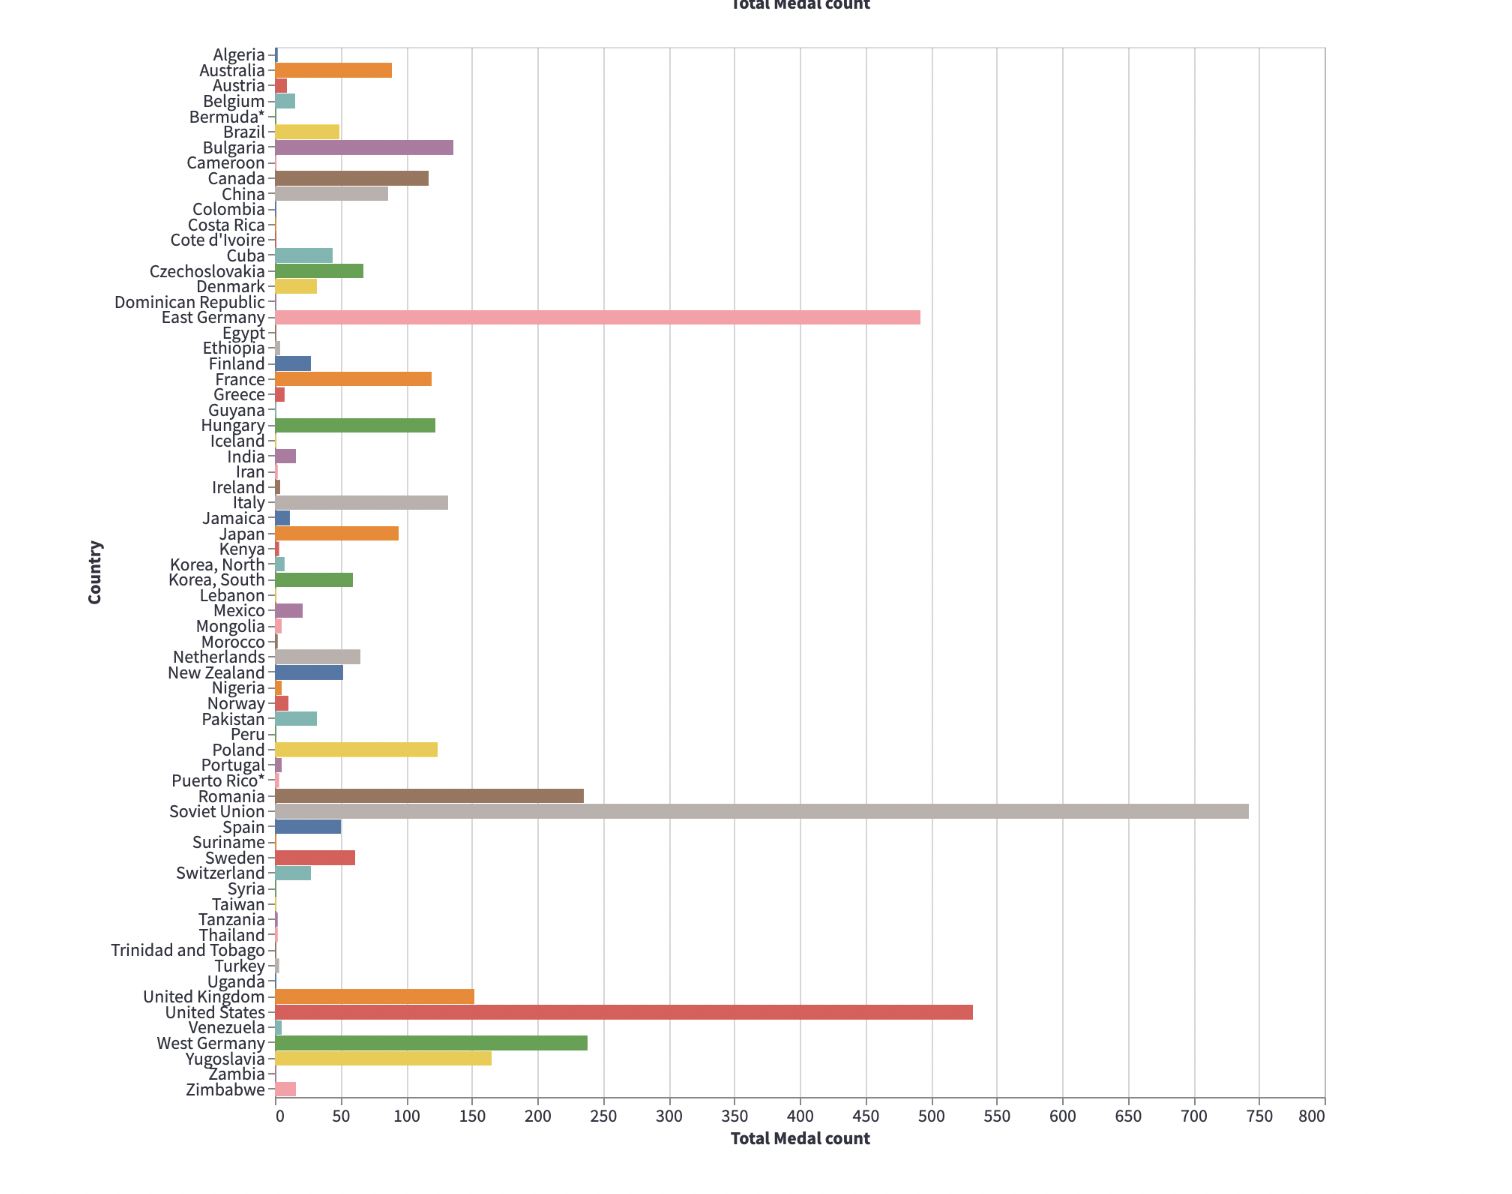 Total Medal count
Algeria
Australia
Austria
Belgium
Bermuda*
Brazil
Bulgaria
Cameroon
Canada
China
Colombia
Costa Rica
Cote d'Ivoire
Cuba
Czechoslovakia
Denmark
Dominican Republic
East Germany
Egypt
Ethiopia
Finland
France
Greece
Guyana
Hungary
Iceland
India
Iran
Ireland
Italy
Jamaica
Japan
Kenya
Korea, North
Korea, South
Lebanon
Mexico
Mongolia
Morocco
Netherlands
New Zealand
Nigeria
Norway
Pakistan
Peru
Poland
Portugal
Puerto Rico*
Romania
Soviet Union
Spain
Suriname
Sweden
Switzerland
Syria
Taiwan
Tanzania
Thailand
Trinidad and Tobago
Turkey
Uganda
United Kingdom
United States
Venezuela
West Germany
Yugoslavia
Zambia
Zimbabwe
Country
0 50 100 150 200 250 300 350 400 450 500 550 600 650 700 750 800
Total Medal count